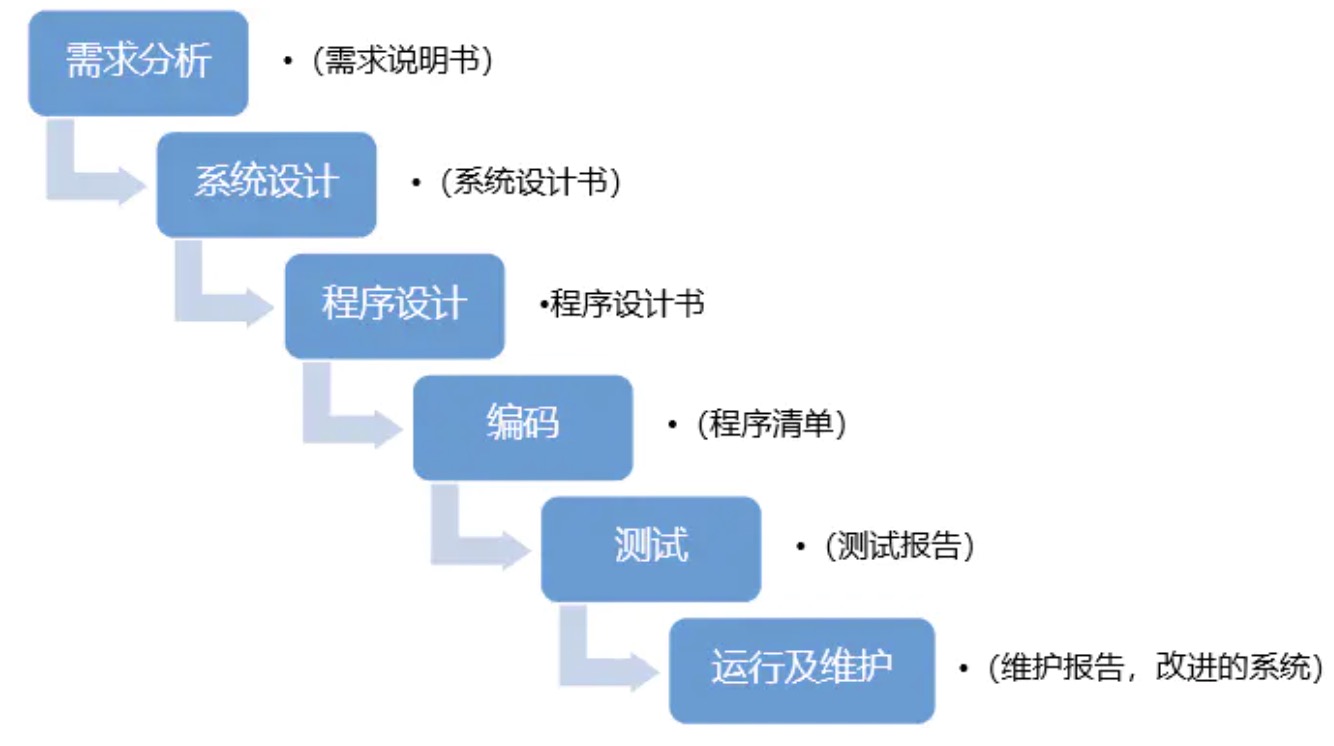 需求分析
•（需求说明书）
系统设计
•（系统设计书）
程序设计
•程序设计书
编码
•（程序清单）
测试
•（测试报告）
运行及维护
•（维护报告，改进的系统）